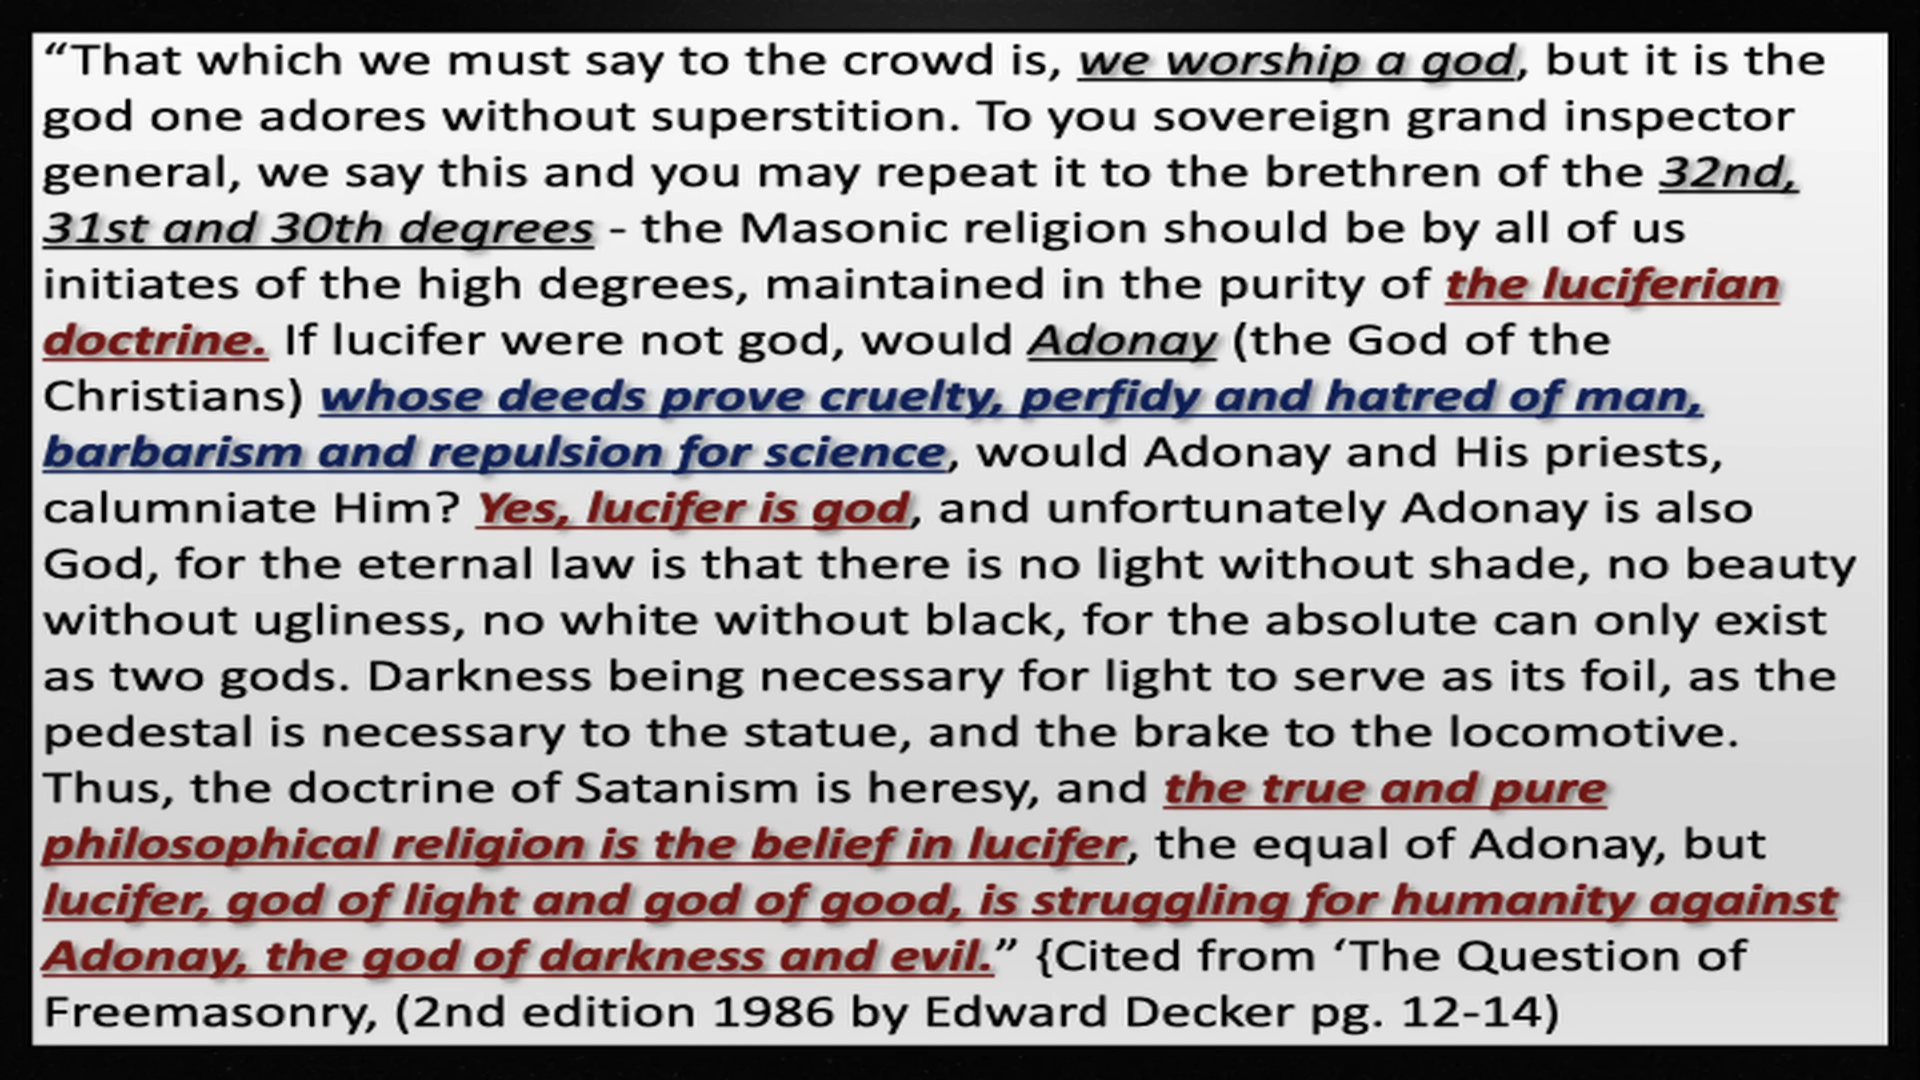 “That which we must say to the crowd is, we worship a god, but it is the
god one adores without superstition. To you sovereign grand inspector
general, we say this and you may repeat it to the brethren of the 32nd,
31st and 30th degrees - the Masonic religion should be by all of us
initiates of the high degrees, maintained in the purity of the luciferian
doctrine. If lucifer were not god, would Adonay (the God of the
Christians) whose deeds prove cruelty, perfidy and hatred of man,
barbarism and repulsion for science, would Adonay and His priests,
calumniate Him? Yes, lucifer is god, and unfortunately Adonay is also
God, for the eternal law is that there is no light without shade, no beauty
without ugliness, no white without black, for the absolute can only exist
as two gods. Darkness being necessary for light to serve as its foil, as the
pedestal is necessary to the statue, and the brake to the locomotive.
Thus, the doctrine of Satanism is heresy, and the true and pure
philosophical religion is the belief in lucifer, the equal of Adonay, but
lucifer, god of light and god of good, is struggling for humanity against
Adonay, the god of darkness and evil.” {Cited from ‘The Question of
Freemasonry, (2nd edition 1986 by Edward Decker pg. 12-14)